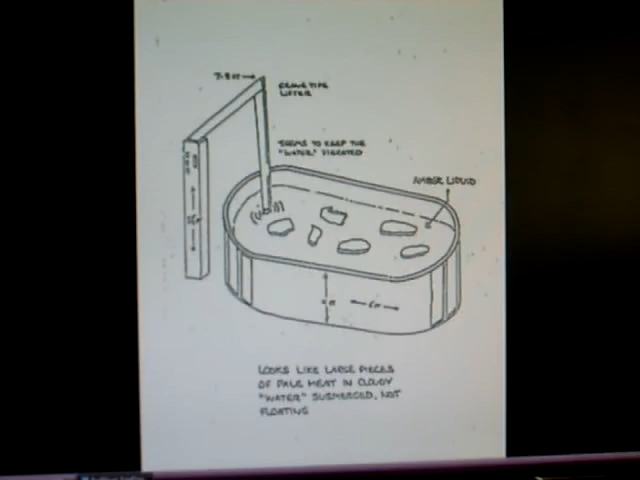 7-8 FT
CRANE TYPE
LIFTER
SEEMS TO KEEP THE
"WATER" VIBRATED
AMBER LIQUID
LOOKS LIKE LARGE PIECES
OF PALE MEAT IN CLOUDY
"WATER" SUBMERGED, NOT
FLOATING